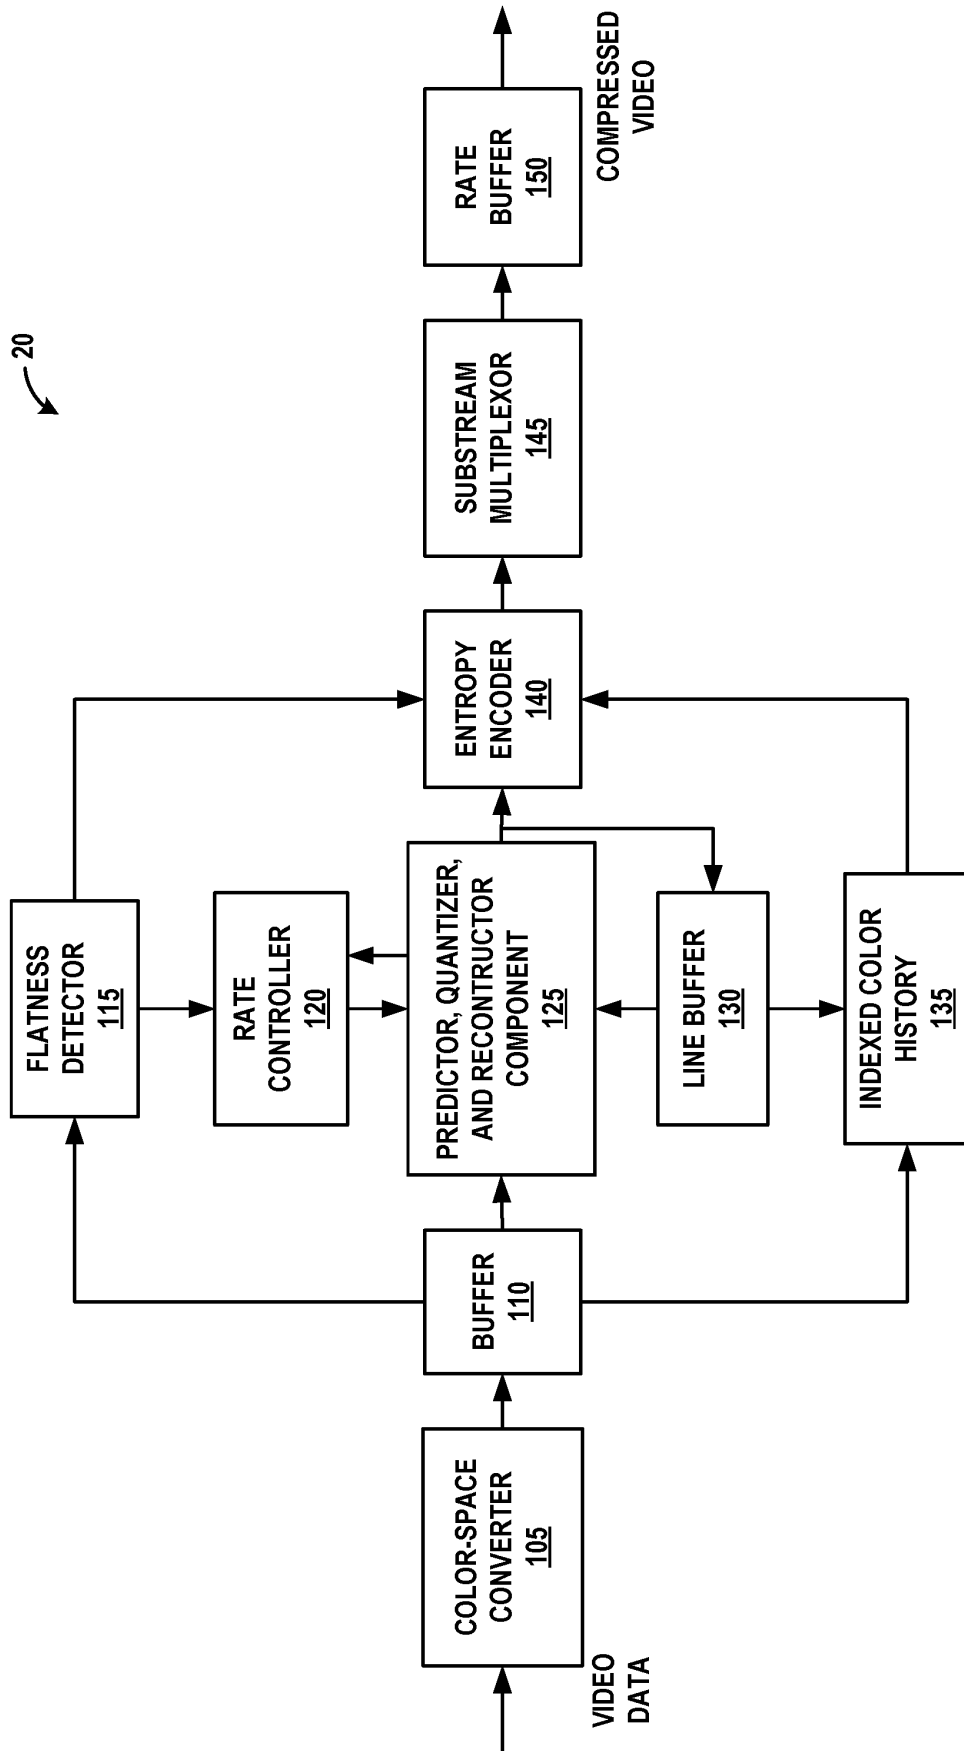 20
VIDEO
DATA
COLOR-SPACE
CONVERTER
105
BUFFER
110
FLATNESS
DETECTOR
115
RATE
CONTROLLER
120
PREDICTOR, QUANTIZER,
AND RECONTRUCTOR
COMPONENT
125
LINE BUFFER
130
INDEXED COLOR
HISTORY
135
ENTROPY
ENCODER
140
SUBSTREAM
MULTIPLEXOR
145
RATE
BUFFER
150
COMPRESSED
VIDEO